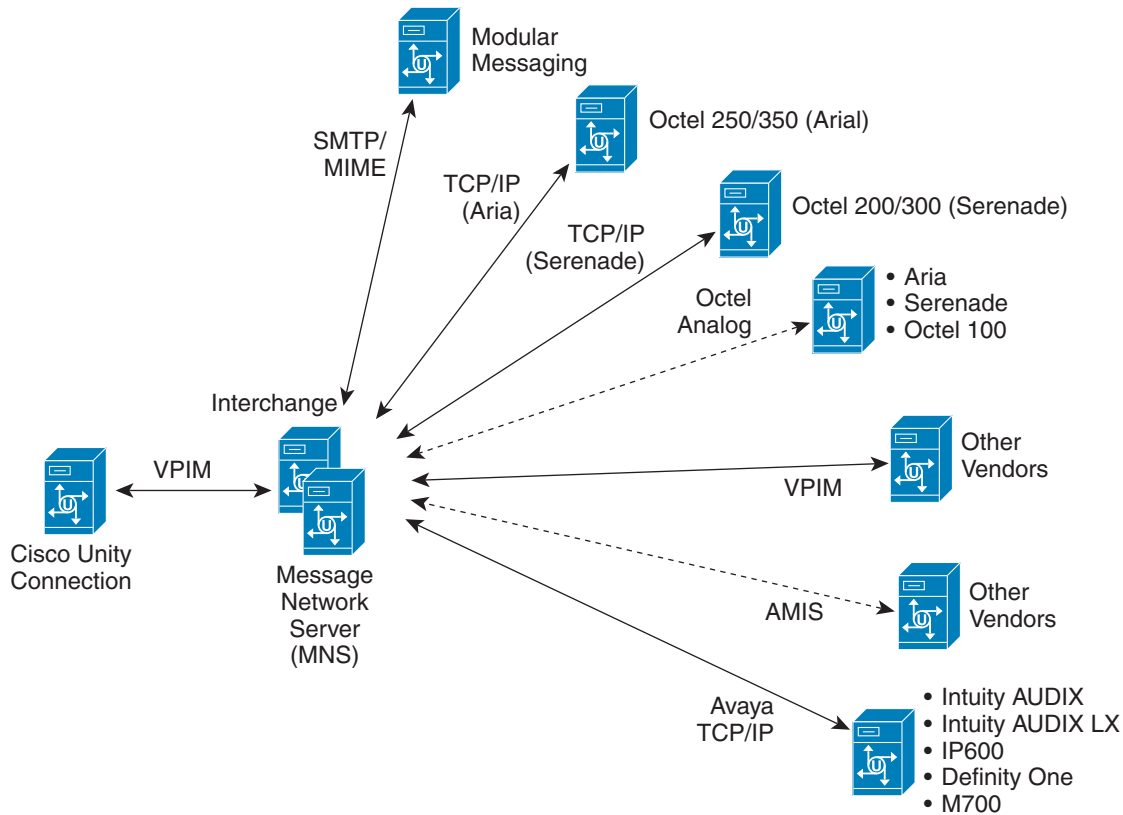 Modular
Messaging
Octel 250/350 (Arial)
SMTP/
MIME
TCP/IP
(Aria)
Octel 200/300 (Serenade)
TCP/IP
(Serenade)
Octel
Analog
• Aria
• Serenade
• Octel 100
Interchange
VPIM
Cisco Unity
Connection
Message
Network
Server
(MNS)
VPIM
Other
Vendors
AMIS
Other
Vendors
Avaya
TCP/IP
• Intuity AUDIX
• Intuity AUDIX LX
• IP600
• Definity One
• M700
U
U
U
U
U
U
U
U
U
U